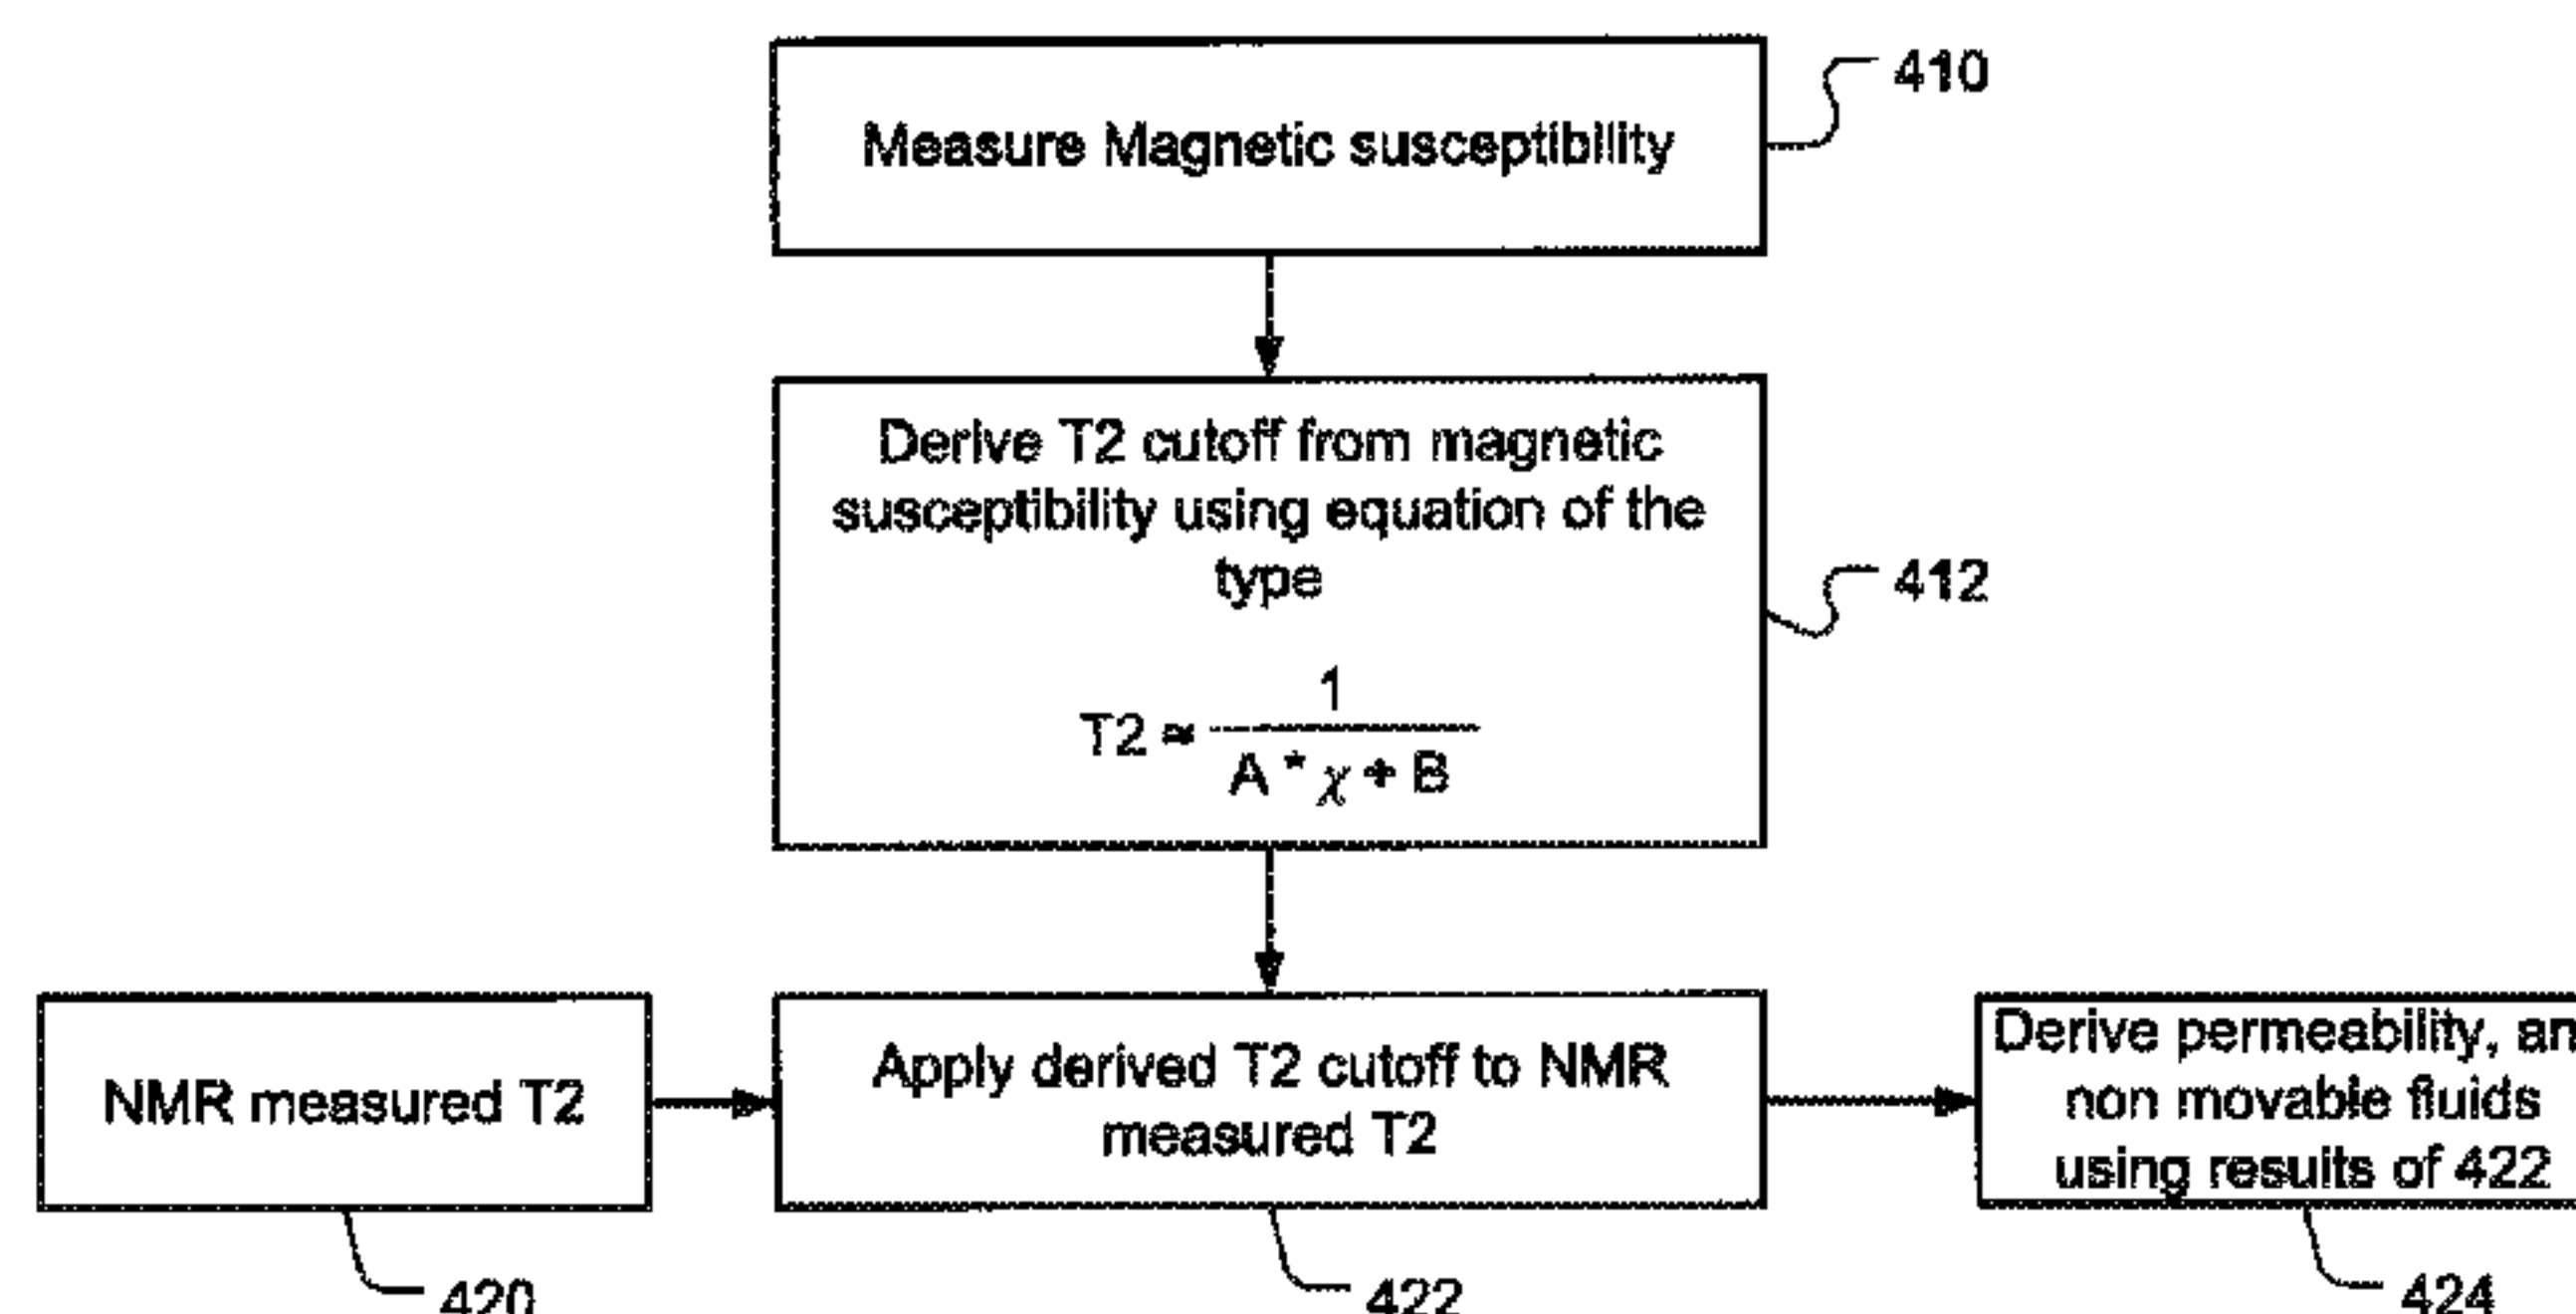 Measure Magnetic susceptibility
410
Derive T2 cutoff from magnetic
susceptibility using equation of the
type
T2 ≈ 1 / (A * χ + B)
412
NMR measured T2
420
Apply derived T2 cutoff to NMR
measured T2
422
Derive permeability,
non movable fluids
using results of 422
424